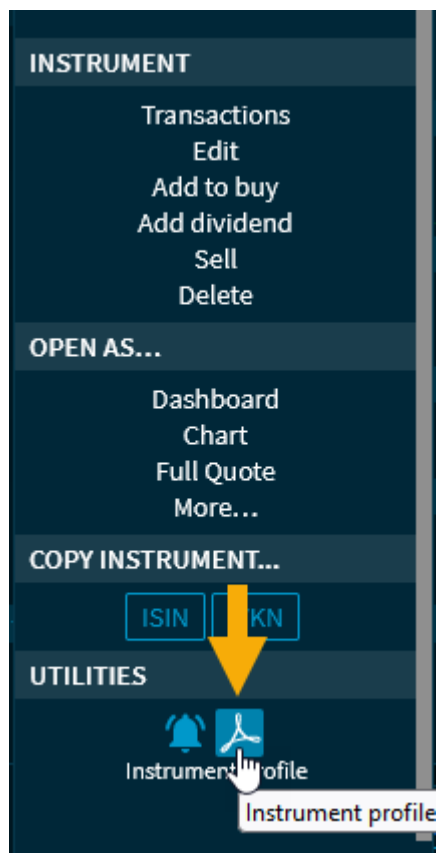 INSTRUMENT
Transactions
Edit
Add to buy
Add dividend
Sell
Delete
OPEN AS...
Dashboard
Chart
Full Quote
More...
COPY INSTRUMENT...
ISIN
UTILITIES
Instrument
Instrument profile